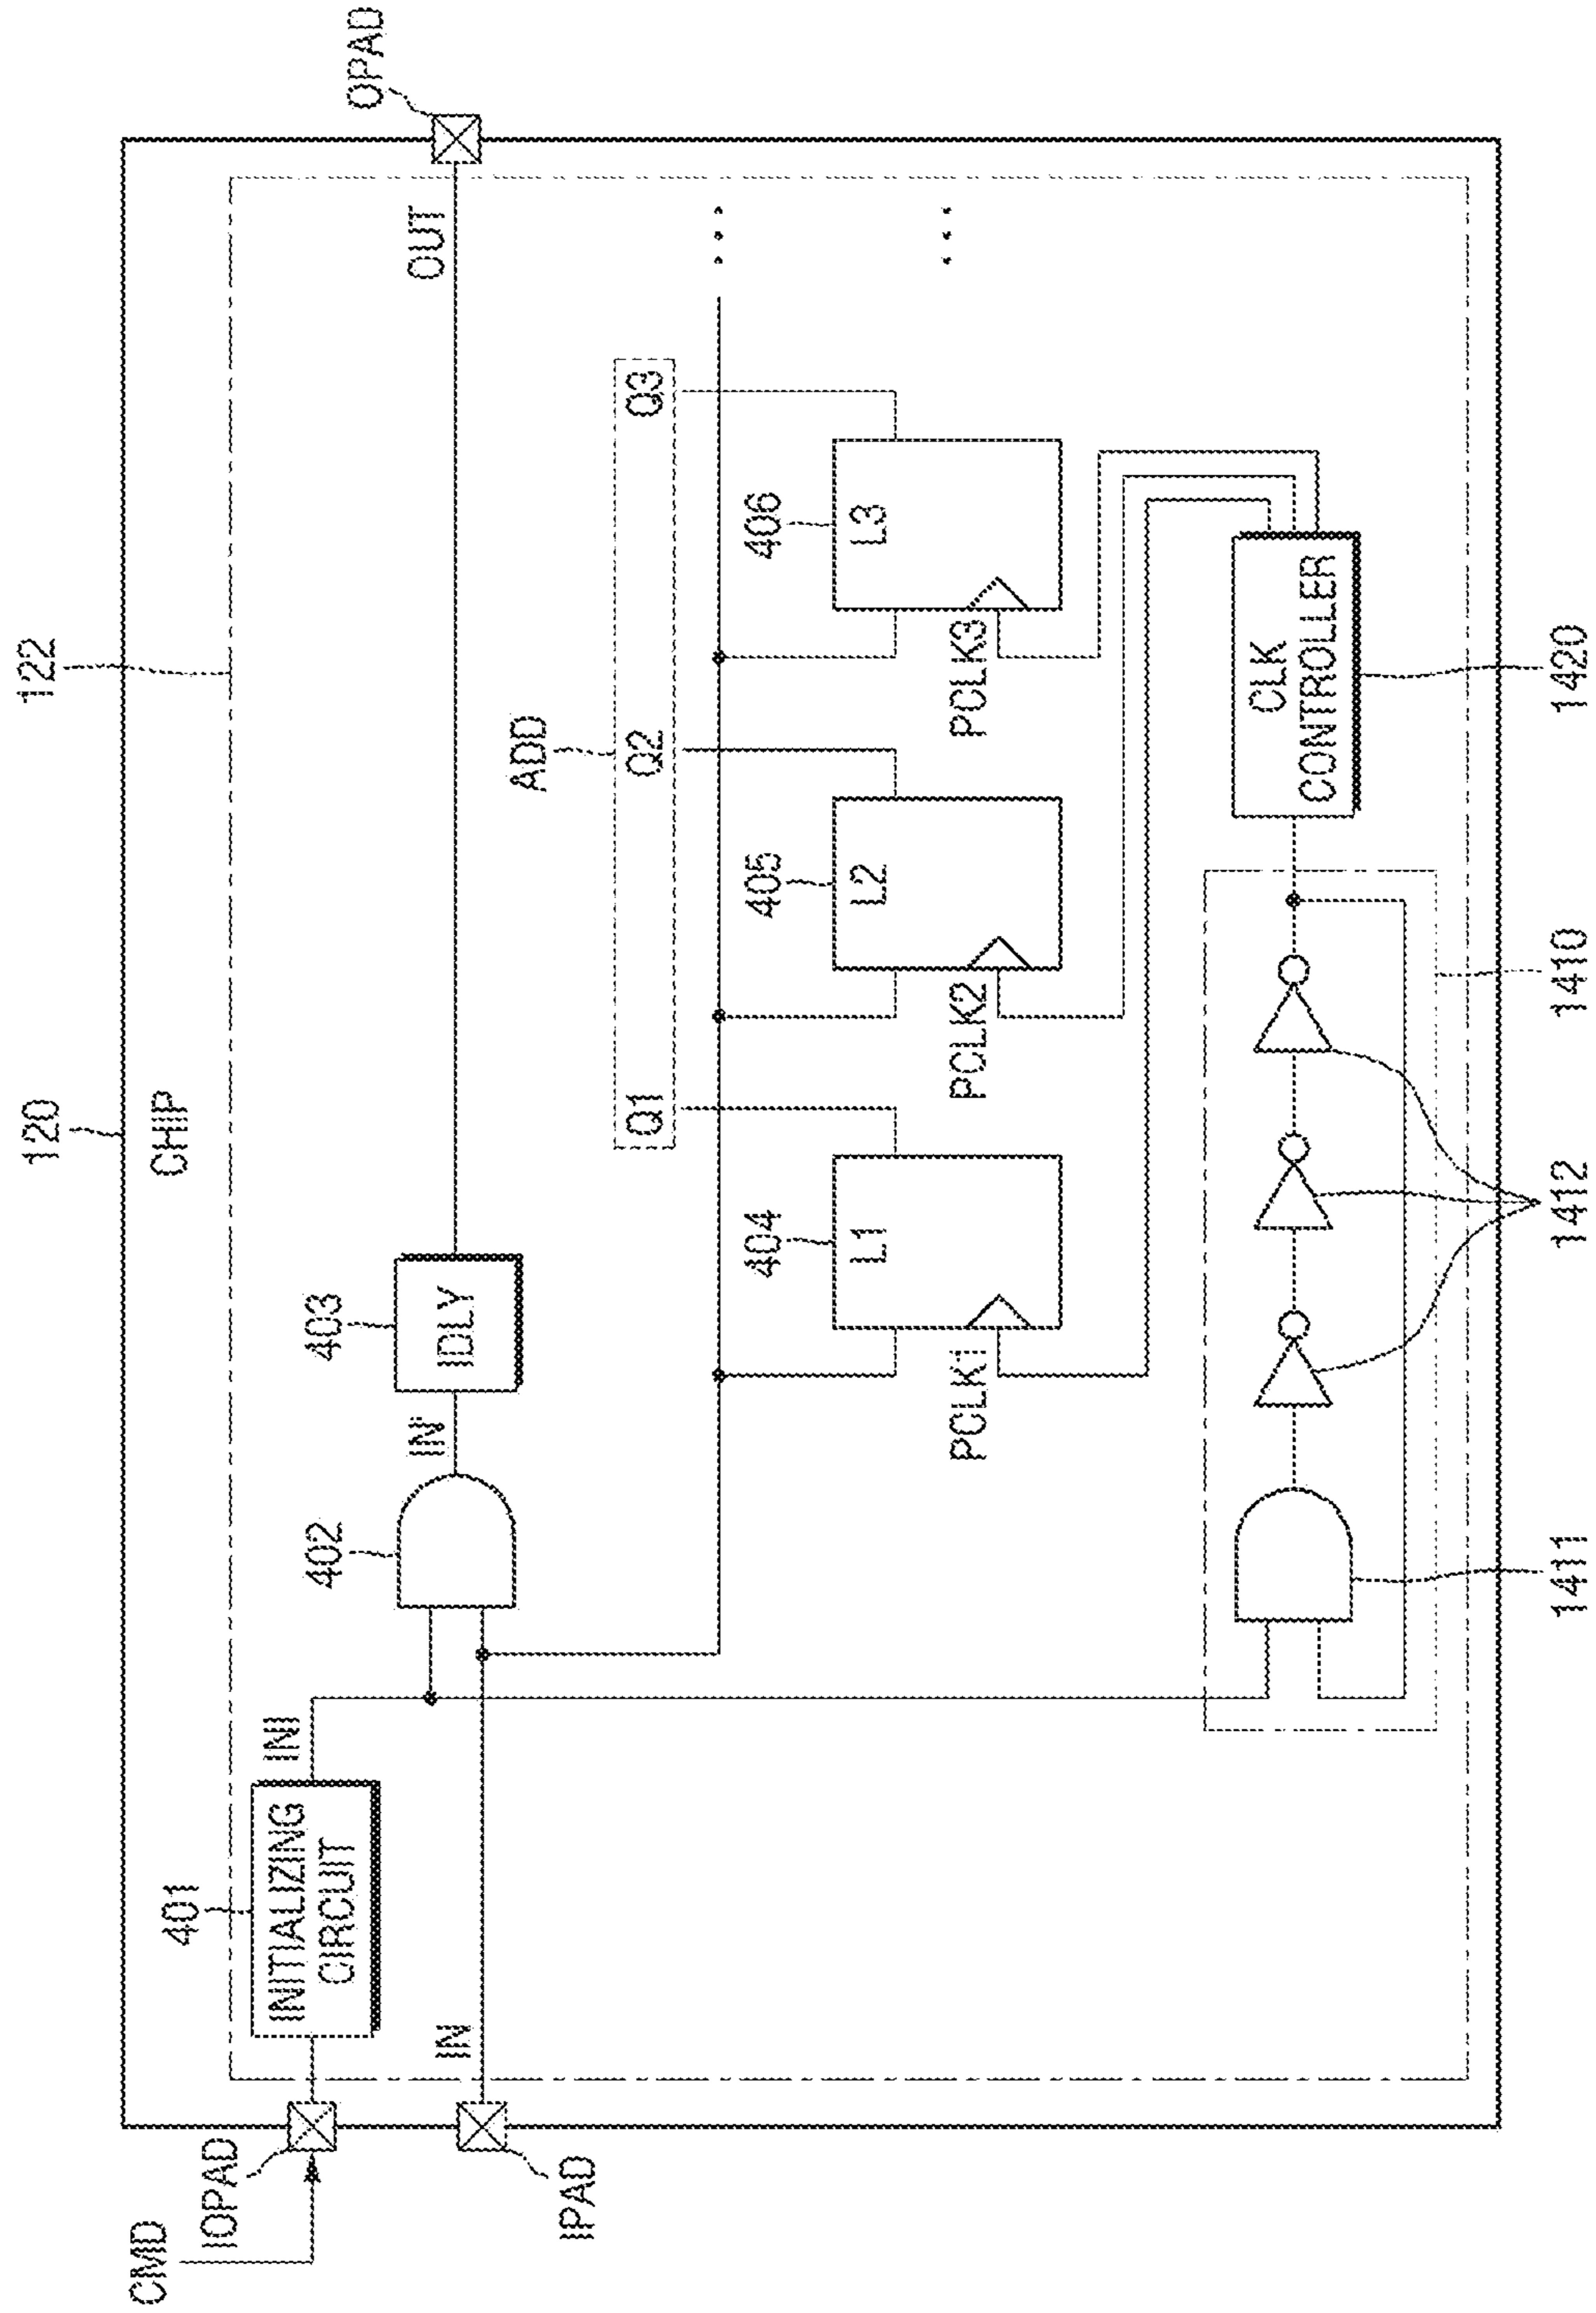 120
122
CHIP
CMD
IOPAD
401
INITIALIZING
CIRCUIT
INI
402
IN'
403
IDLY
OUT
OPAD
IN
IPAD
ADD
Q1
Q2
Q3
404
L1
405
L2
406
L3
PCLK1
PCLK2
PCLK3
CLK
CONTROLLER
1411
1412
1410
1420